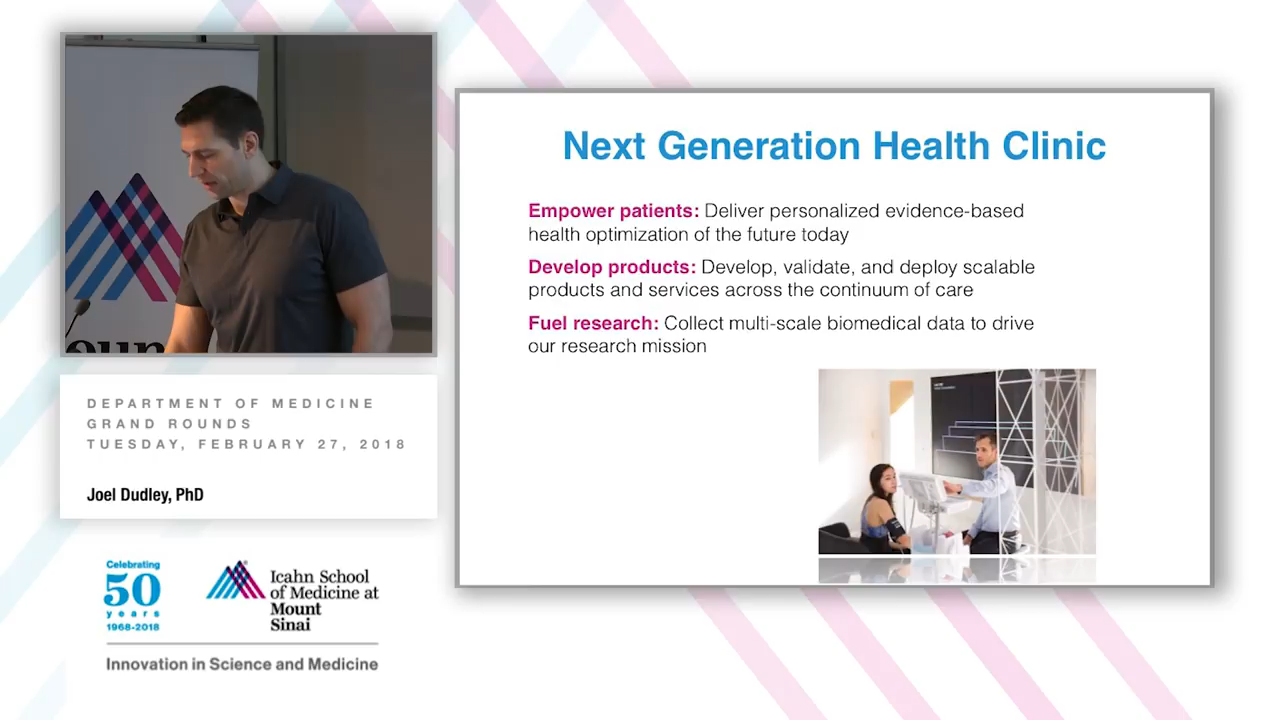 Next Generation Health Clinic
Empower patients: Deliver personalized evidence-based
health optimization of the future today
Develop products: Develop, validate, and deploy scalable
products and services across the continuum of care
Fuel research: Collect multi-scale biomedical data to drive
our research mission
DEPARTMENT OF MEDICINE
GRAND ROUNDS
TUESDAY, FEBRUARY 27, 2018
Joel Dudley, PhD
Celebrating
50
years
1968-2018
Icahn School
of Medicine at
Mount
Sinai
Innovation in Science and Medicine